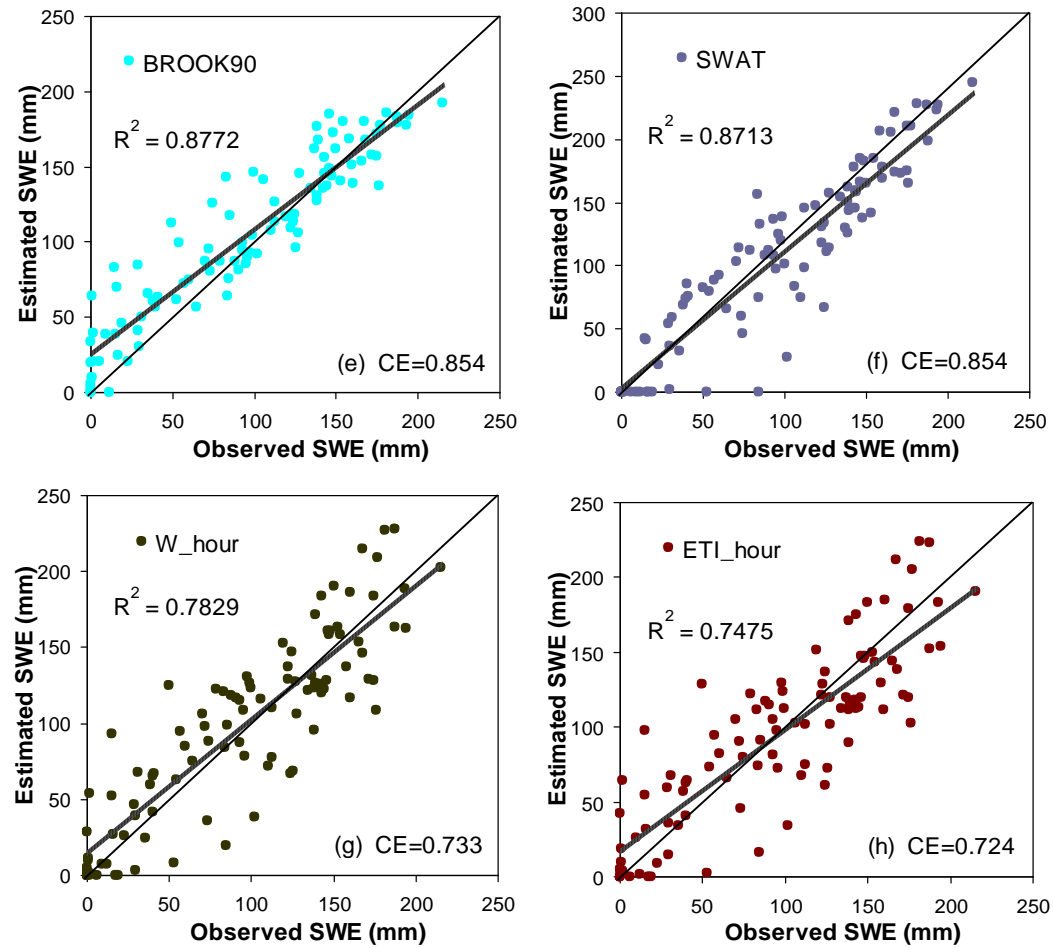 250
200
150
100
50
0
Estimated SWE (mm)
BROOK90
R² = 0.8772
(e) CE=0.854
0 50 100 150 200 250
Observed SWE (mm)
300
250
200
150
100
50
0
Estimated SWE (mm)
SWAT
R² = 0.8713
(f) CE=0.854
0 50 100 150 200 250
Observed SWE (mm)
250
200
150
100
50
0
Estimated SWE (mm)
W_hour
R² = 0.7829
(g) CE=0.733
0 50 100 150 200 250
Observed SWE (mm)
250
200
150
100
50
0
Estimated SWE (mm)
ETI_hour
R² = 0.7475
(h) CE=0.724
0 50 100 150 200 250
Observed SWE (mm)